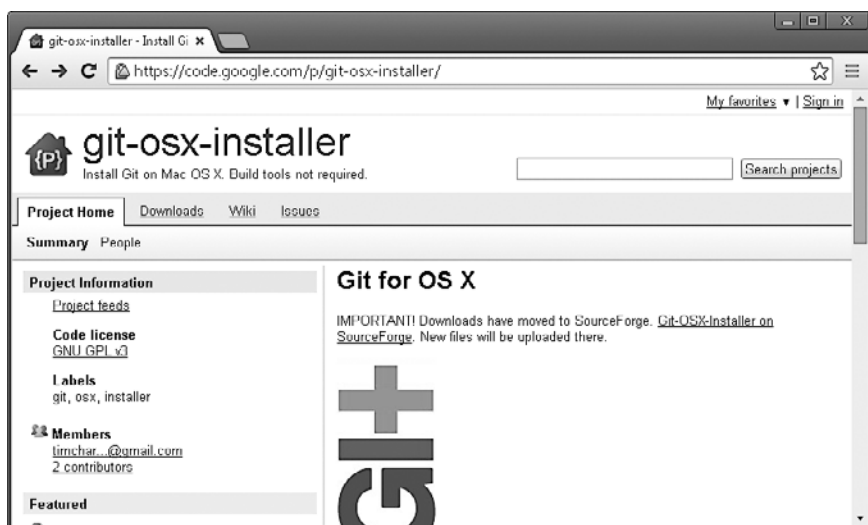 git-osx-installer - Install Gi
https://code.google.com/p/git-osx-installer/
My favorites ▼ | Sign in
{P}
git-osx-installer
Install Git on Mac OS X. Build tools not required.
Search projects
Project Home Downloads Wiki Issues
Summary People
Project Information
Project feeds
Code license
GNU GPL v3
Labels
git, osx, installer
Members
timchar...@gmail.com
2 contributors
Featured
Git for OS X
IMPORTANT! Downloads have moved to SourceForge. Git-OSX-Installer on
SourceForge. New files will be uploaded there.
git